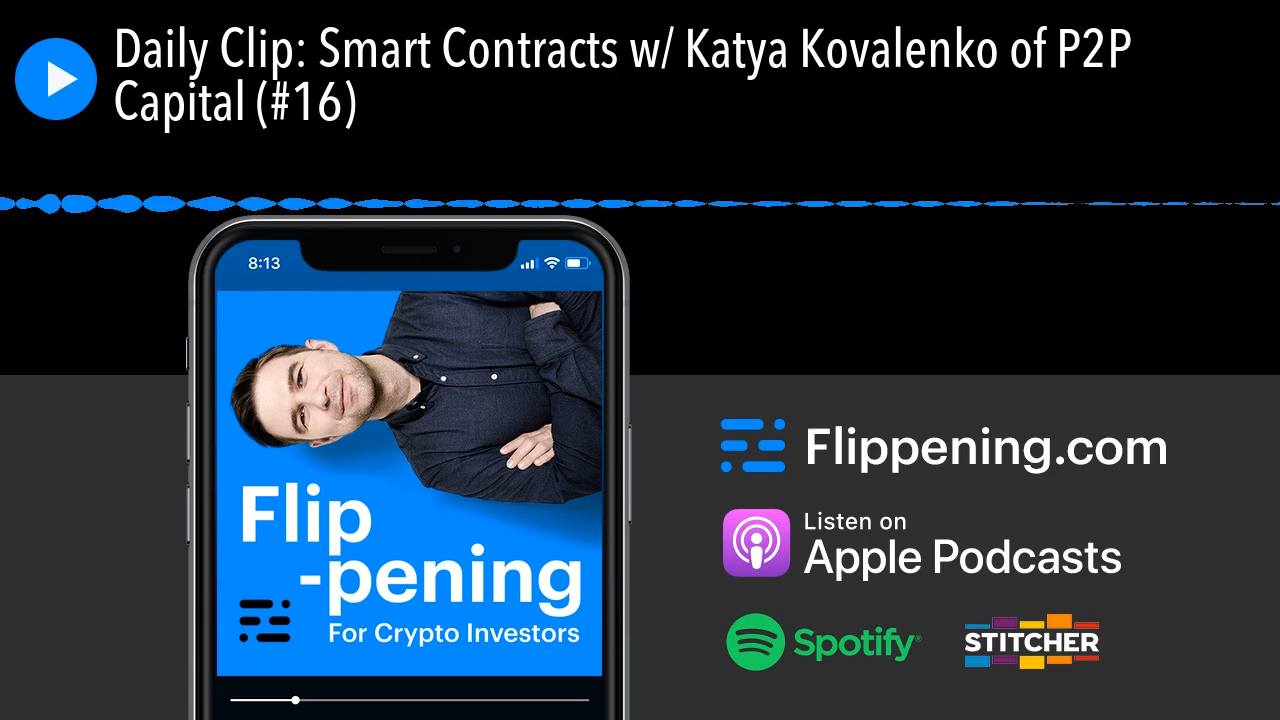 Daily Clip: Smart Contracts w/ Katya Kovalenko of P2P
Capital (#16)
8:13
Flip
-pening
For Crypto Investors
Flippening.com
Listen on
Apple Podcasts
Spotify®
STITCHER